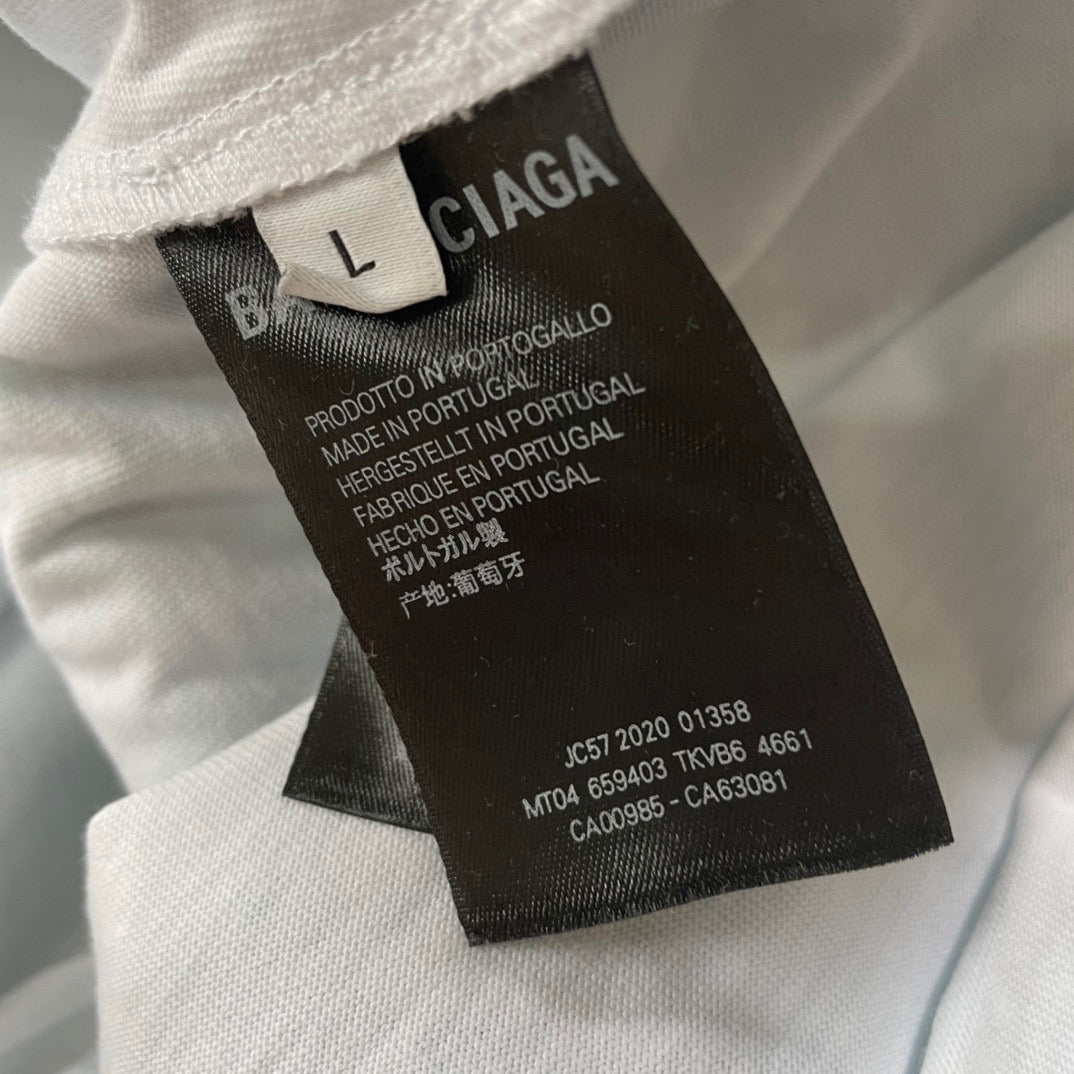 L
BA CIAGA
PRODOTTO IN PORTOGALLO
MADE IN PORTUGAL
HERGESTELLT IN PORTUGAL
FABRIQUE EN PORTUGAL
HECHO EN PORTUGAL
ポルトガル製
产地:葡萄牙
JC57 2020 01358
MT04 659403 TKVB6 4661
CA00985-CA63081